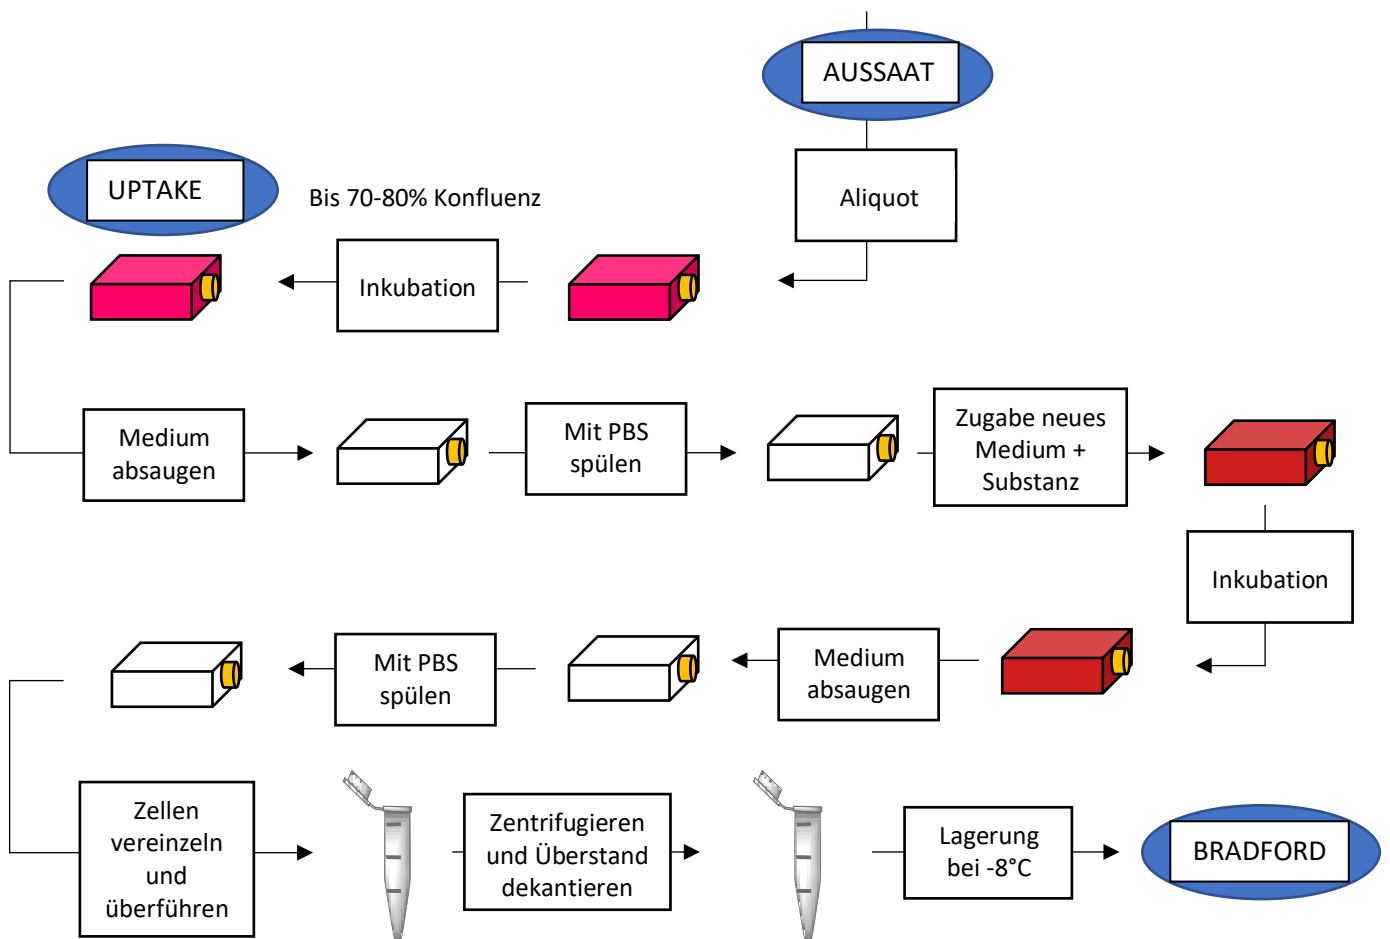 AUSSAAT
Aliquot
UPTAKE
Bis 70-80% Konfluenz
Inkubation
Medium
absaugen
Mit PBS
spülen
Zugabe neues
Medium +
Substanz
Inkubation
Medium
absaugen
Mit PBS
spülen
Zellen
vereinzeln
und
überführen
Zentrifugieren
und Überstand
dekantieren
Lagerung
bei -8°C
BRADFORD